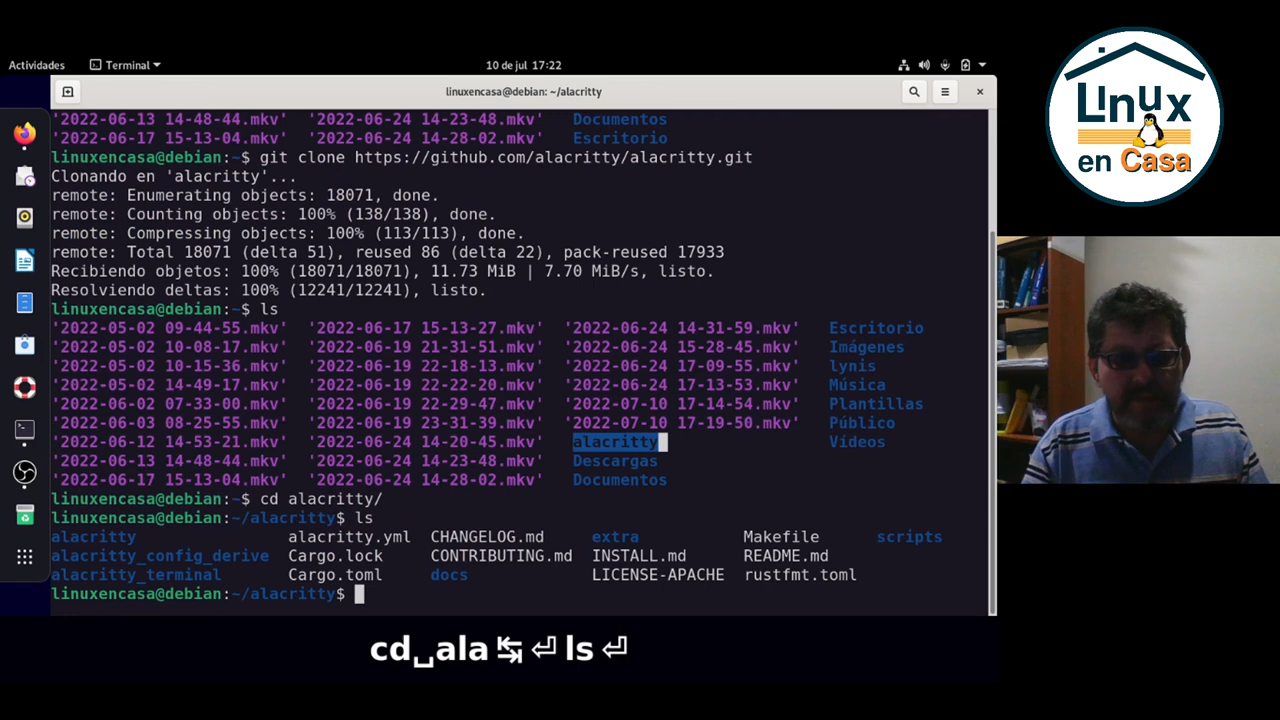 Actividades Terminal 10 de jul 17:22
linuxencasa@debian: ~/alacritty
'2022-06-13 14-48-44.mkv' '2022-06-24 14-23-48.mkv' Documentos
'2022-06-17 15-13-04.mkv' '2022-06-24 14-28-02.mkv' Escritorio
linuxencasa@debian:~$ git clone https://github.com/alacritty/alacritty.git
Clonando en 'alacritty'...
remote: Enumerating objects: 18071, done.
remote: Counting objects: 100% (138/138), done.
remote: Compressing objects: 100% (113/113), done.
remote: Total 18071 (delta 51), reused 86 (delta 22), pack-reused 17933
Recibiendo objetos: 100% (18071/18071), 11.73 MiB | 7.70 MiB/s, listo.
Resolviendo deltas: 100% (12241/12241), listo.
linuxencasa@debian:~$ ls
'2022-05-02 09-44-55.mkv' '2022-06-17 15-13-27.mkv' '2022-06-24 14-31-59.mkv' Escritorio
'2022-05-02 10-08-17.mkv' '2022-06-19 21-31-51.mkv' '2022-06-24 15-28-45.mkv' Imágenes
'2022-05-02 10-15-36.mkv' '2022-06-19 22-18-13.mkv' '2022-06-24 17-09-55.mkv' lynis
'2022-05-02 14-49-17.mkv' '2022-06-19 22-22-20.mkv' '2022-06-24 17-13-53.mkv' Música
'2022-06-03 07-33-00.mkv' '2022-06-19 22-29-47.mkv' '2022-07-10 17-14-54.mkv' Plantillas
'2022-06-03 08-25-55.mkv' '2022-06-19 23-31-39.mkv' '2022-07-10 17-19-50.mkv' Público
'2022-06-12 14-53-21.mkv' '2022-06-24 14-20-45.mkv' alacritty Vídeos
'2022-06-13 14-48-44.mkv' '2022-06-24 14-23-48.mkv' Descargas
'2022-06-17 15-13-04.mkv' '2022-06-24 14-28-02.mkv' Documentos
linuxencasa@debian:~$ cd alacritty/
linuxencasa@debian:~/alacritty$ ls
alacritty alacritty.yml CHANGELOG.md extra Makefile scripts
alacritty_config_derive Cargo.lock CONTRIBUTING.md INSTALL.md README.md
alacritty_terminal Cargo.toml docs LICENSE-APACHE rustfmt.toml
linuxencasa@debian:~/alacritty$
cd␣ala ↹ ⏎ ls ⏎
Linux
en Casa